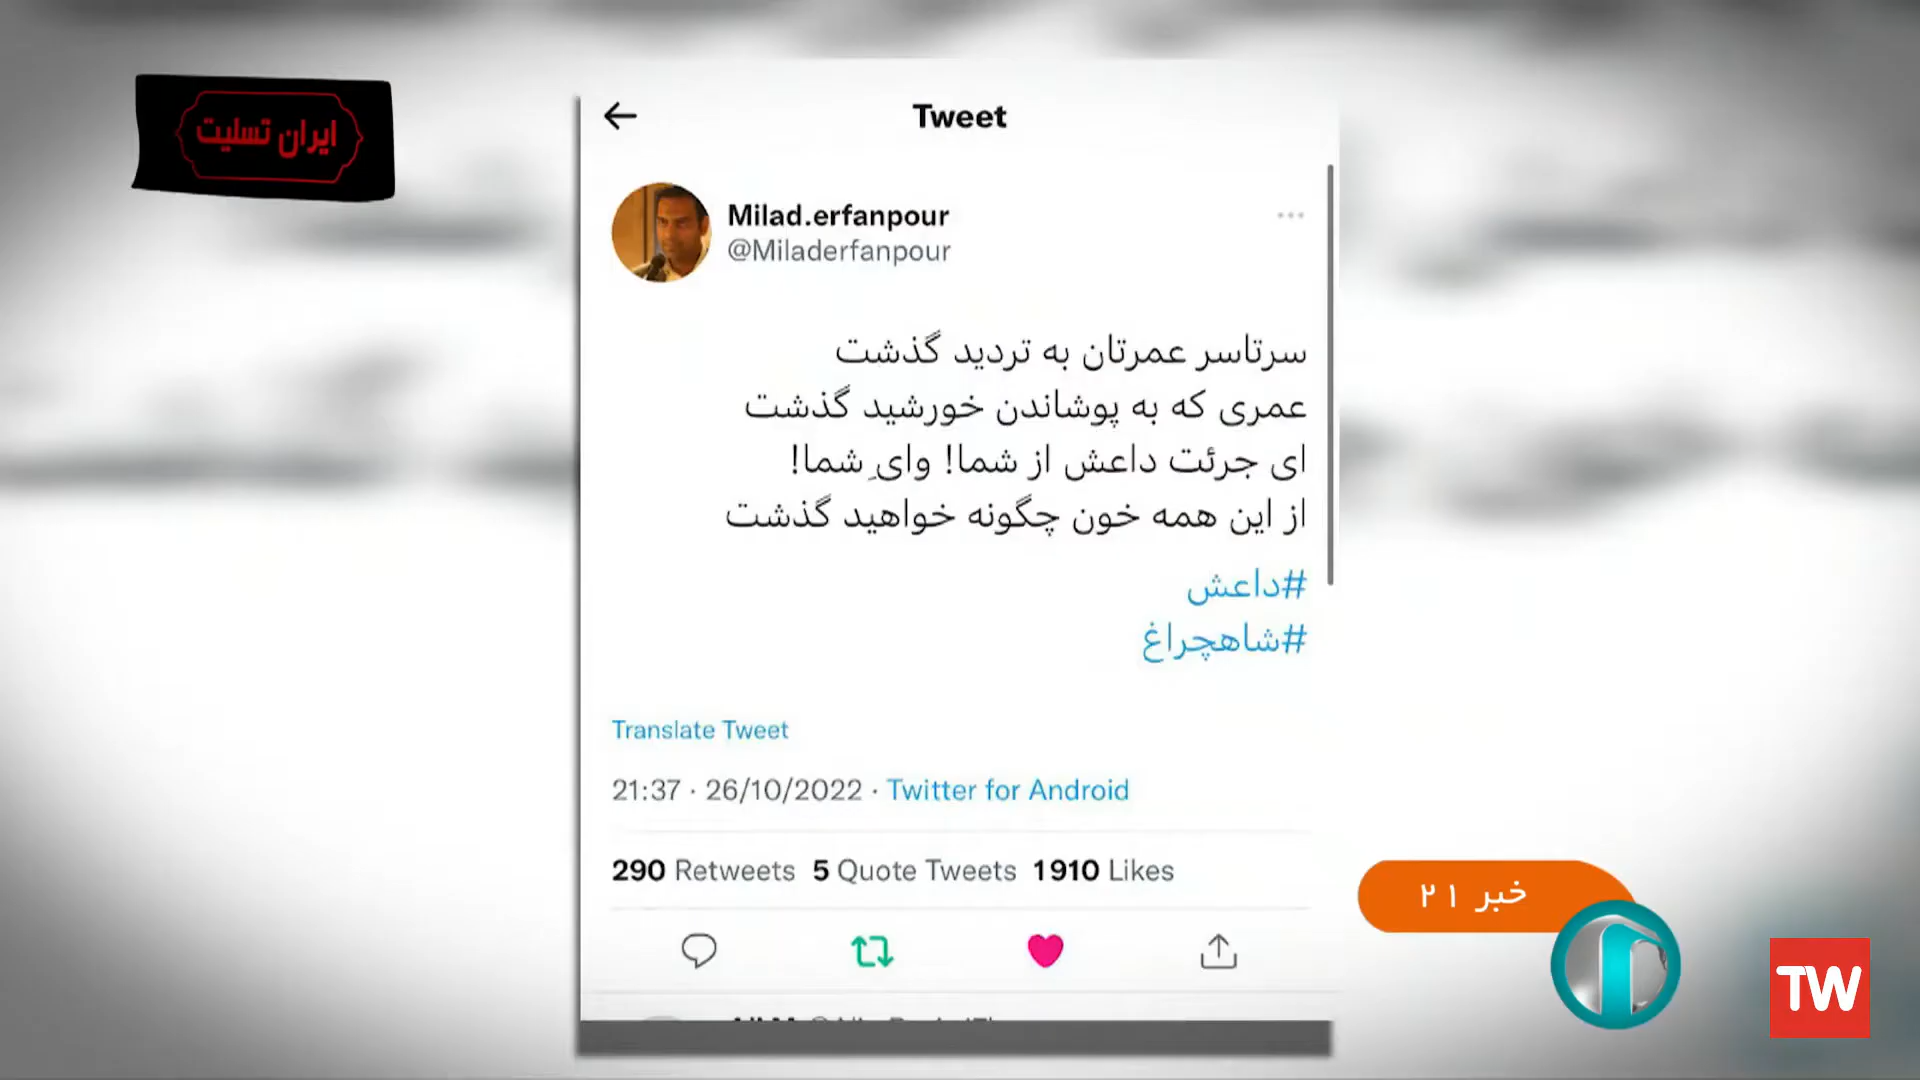 ایران تسلیت
Tweet
Milad.erfanpour
@Miladerfanpour
سرتاسر عمرتان به تردید گذشت
عمری که به پوشاندن خورشید گذشت
ای جرئت داعش از شما! وایِ شما!
از این همه خون چگونه خواهید گذشت
#داعش
#شاهچراغ
Translate Tweet
21:37 · 26/10/2022 · Twitter for Android
290 Retweets 5 Quote Tweets 1910 Likes
خبر ۲۱
TW